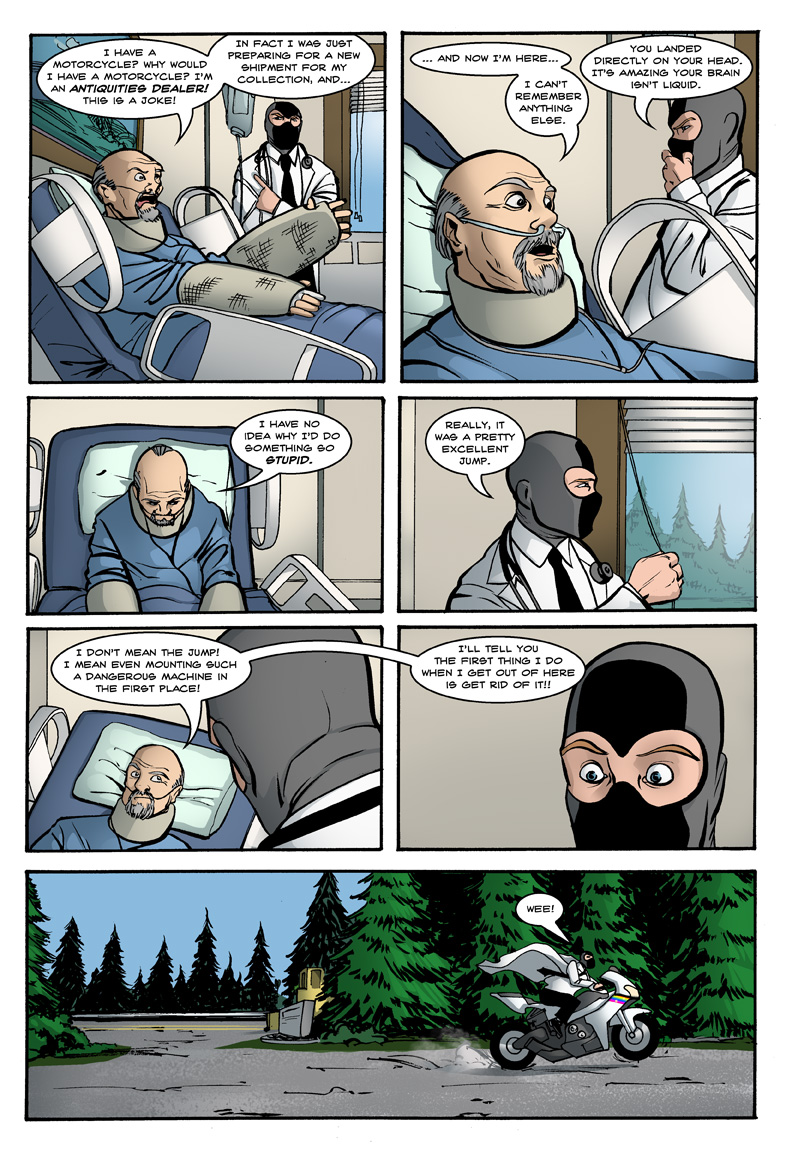 I HAVE A
MOTORCYCLE? WHY WOULD
I HAVE A MOTORCYCLE? I'M
AN ANTIQUITIES DEALER!
THIS IS A JOKE!
IN FACT I WAS JUST
PREPARING FOR A NEW
SHIPMENT FOR MY
COLLECTION, AND...
... AND NOW I'M HERE...
I CAN'T
REMEMBER
ANYTHING
ELSE.
YOU LANDED
DIRECTLY ON YOUR HEAD.
IT'S AMAZING YOUR BRAIN
ISN'T LIQUID.
I HAVE NO
IDEA WHY I'D DO
SOMETHING SO
STUPID.
REALLY, IT
WAS A PRETTY
EXCELLENT
JUMP.
I DON'T MEAN THE JUMP!
I MEAN EVEN MOUNTING SUCH
A DANGEROUS MACHINE IN
THE FIRST PLACE!
I'LL TELL YOU
THE FIRST THING I DO
WHEN I GET OUT OF HERE
IS GET RID OF IT!!
WEE!